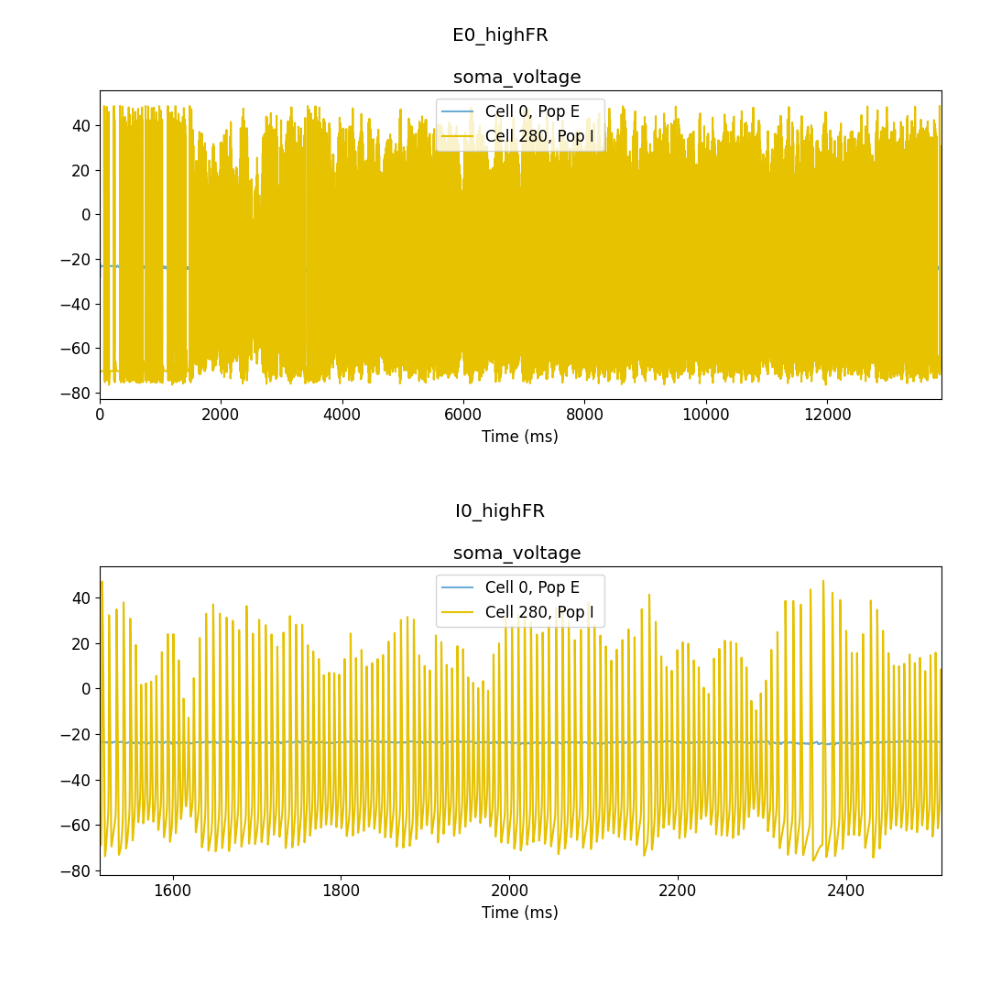 E0_highFR
soma_voltage
Cell 0, Pop E
Cell 280, Pop I
40
20
0
−20
−40
−60
−80
0 2000 4000 6000 8000 10000 12000
Time (ms)
I0_highFR
soma_voltage
Cell 0, Pop E
Cell 280, Pop I
40
20
0
−20
−40
−60
−80
1600 1800 2000 2200 2400
Time (ms)